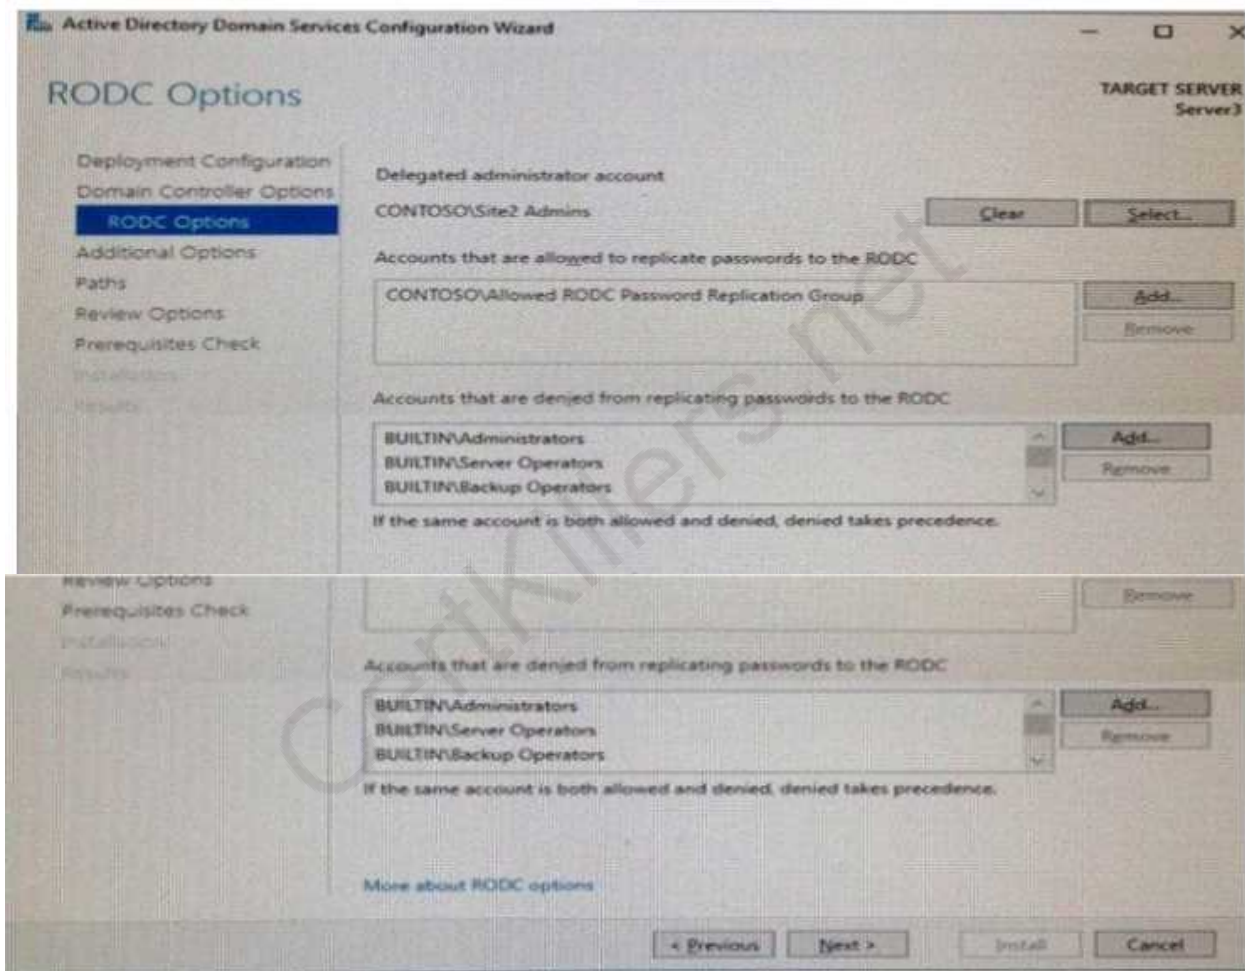 Active Directory Domain Services Configuration Wizard
RODC Options
TARGET SERVER
Server3
Deployment Configuration
Domain Controller Options
RODC Options
Additional Options
Paths
Review Options
Prerequisites Check
Installation
Results
Delegated administrator account
CONTOSO\Site2 Admins
Clear
Select...
Accounts that are allowed to replicate passwords to the RODC
CONTOSO\Allowed RODC Password Replication Group
Add...
Remove
Accounts that are denied from replicating passwords to the RODC
BUILTIN\Administrators
BUILTIN\Server Operators
BUILTIN\Backup Operators
Add...
Remove
If the same account is both allowed and denied, denied takes precedence.
Review Options
Prerequisites Check
Installation
Results
Remove
Accounts that are denied from replicating passwords to the RODC
BUILTIN\Administrators
BUILTIN\Server Operators
BUILTIN\Backup Operators
Add...
Remove
If the same account is both allowed and denied, denied takes precedence.
More about RODC options
< Previous
Next >
Install
Cancel
CertKillers.net